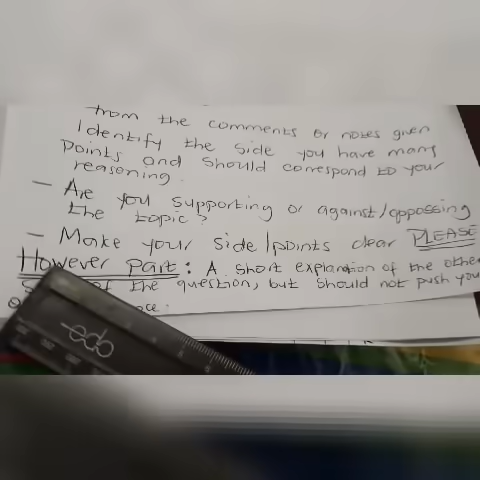 from the comments or notes given
Identify the side you have many
points and should correspond to your
reasoning.
- Are you supporting or against/oppossing
the topic?
- Make your side/points clear PLEASE
However Part: A short explanation of the other
of the question, but should not push you